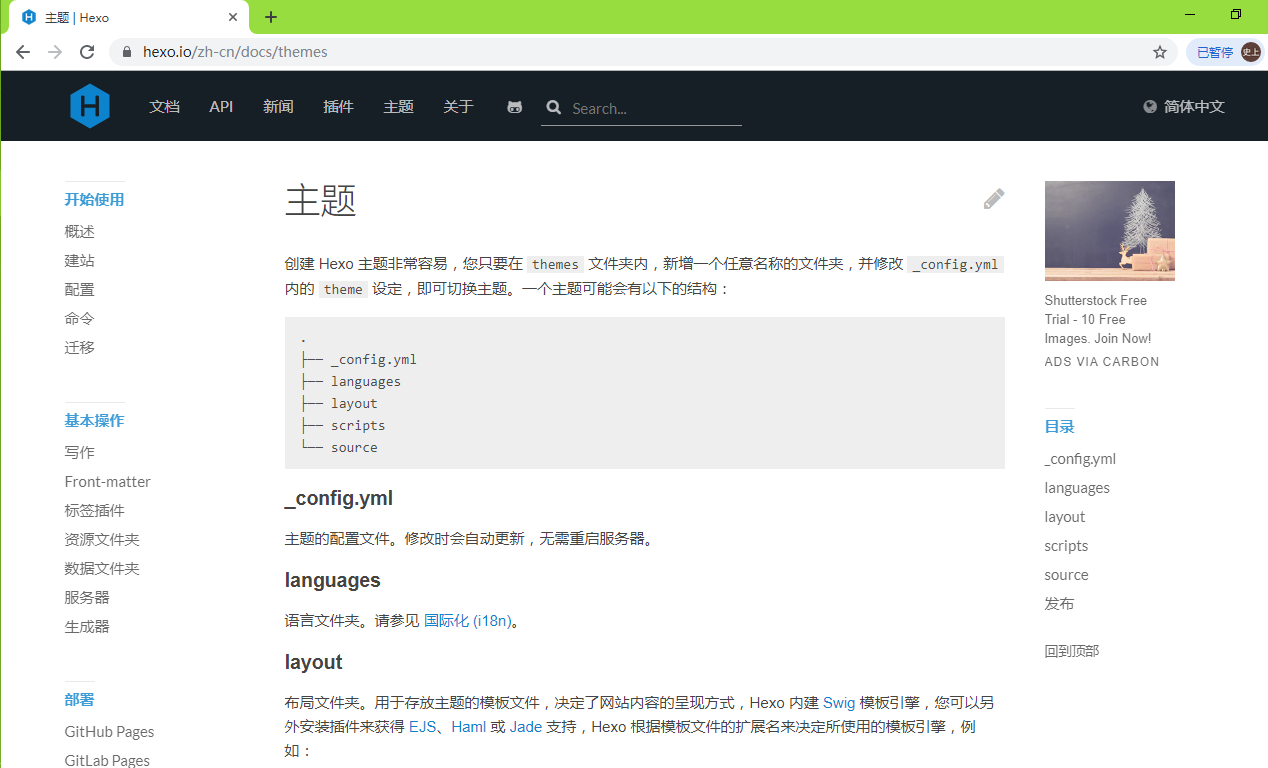 主题 | Hexo
hexo.io/zh-cn/docs/themes
已暂停
史上
文档 API 新闻 插件 主题 关于 Search... 简体中文
开始使用
概述
建站
配置
命令
迁移
基本操作
写作
Front-matter
标签插件
资源文件夹
数据文件夹
服务器
生成器
部署
GitHub Pages
GitLab Pages
主题
创建 Hexo 主题非常容易，您只要在 themes 文件夹内，新增一个任意名称的文件夹，并修改 _config.yml
内的 theme 设定，即可切换主题。一个主题可能会有以下的结构：
.
├── _config.yml
├── languages
├── layout
├── scripts
└── source
_config.yml
主题的配置文件。修改时会自动更新，无需重启服务器。
languages
语言文件夹。请参见 国际化 (i18n)。
layout
布局文件夹。用于存放主题的模板文件，决定了网站内容的呈现方式，Hexo 内建 Swig 模板引擎，您可以另
外安装插件来获得 EJS、Haml 或 Jade 支持，Hexo 根据模板文件的扩展名来决定所使用的模板引擎，例
如：
Shutterstock Free
Trial - 10 Free
Images. Join Now!
ADS VIA CARBON
目录
_config.yml
languages
layout
scripts
source
发布
回到顶部